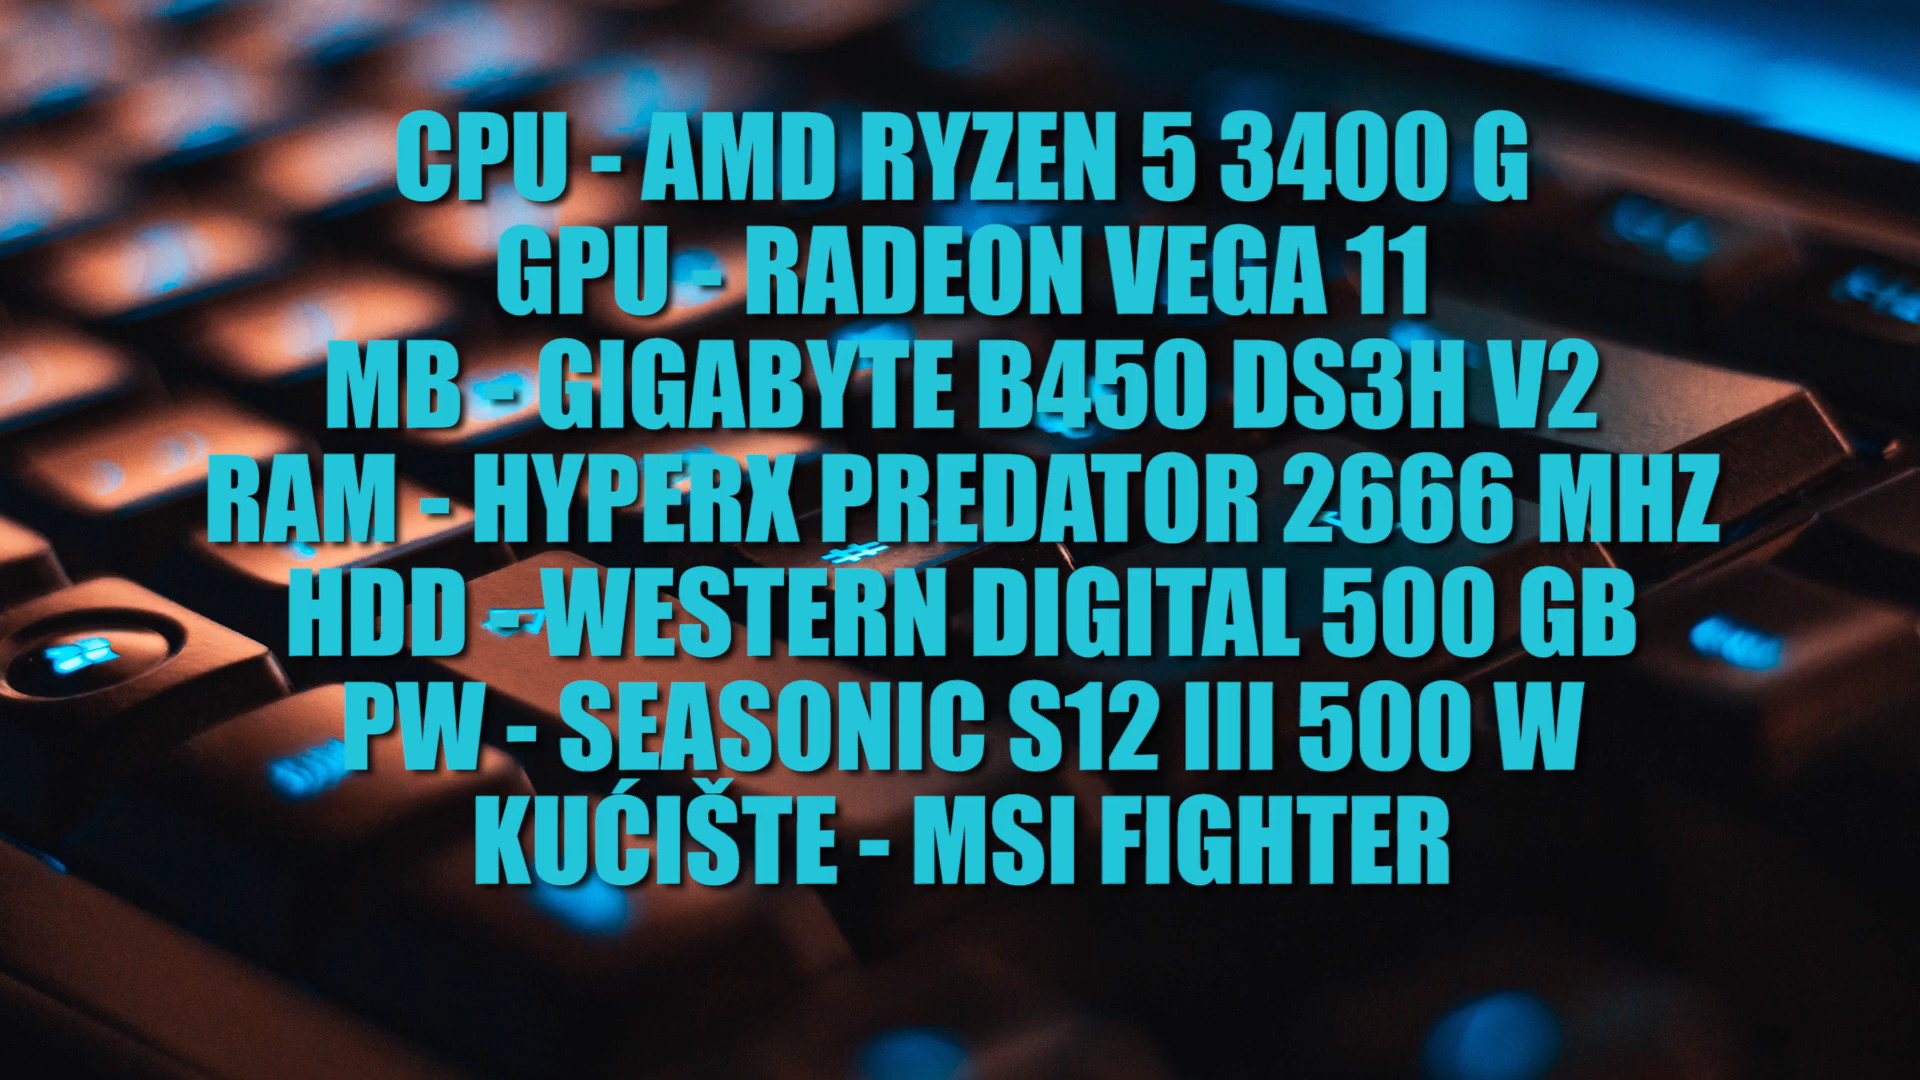 CPU - AMD RYZEN 5 3400 G
GPU - RADEON VEGA 11
MB - GIGABYTE B450 DS3H V2
RAM - HYPERX PREDATOR 2666 MHZ
HDD - WESTERN DIGITAL 500 GB
PW - SEASONIC S12 III 500 W
KUĆIŠTE - MSI FIGHTER